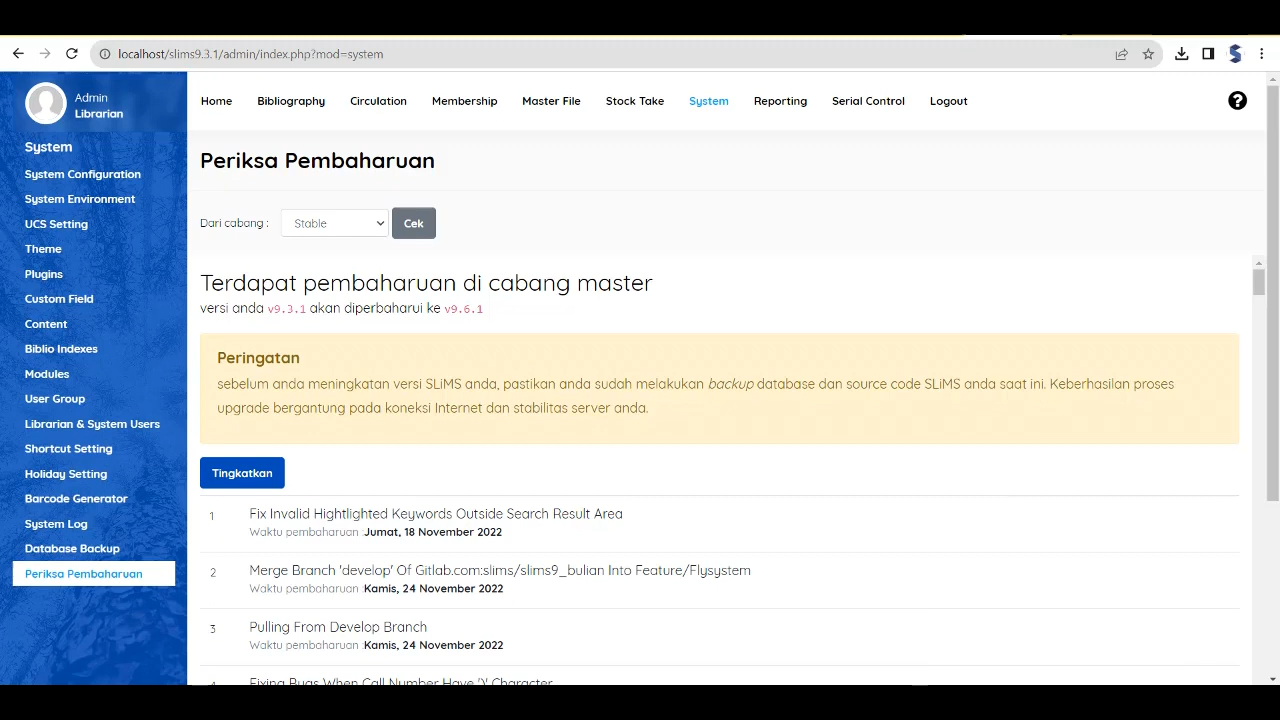 localhost/slims9.3.1/admin/index.php?mod=system
Admin
Librarian
Home Bibliography Circulation Membership Master File Stock Take System Reporting Serial Control Logout
System
System Configuration
System Environment
UCS Setting
Theme
Plugins
Custom Field
Content
Biblio Indexes
Modules
User Group
Librarian & System Users
Shortcut Setting
Holiday Setting
Barcode Generator
System Log
Database Backup
Periksa Pembaharuan
Periksa Pembaharuan
Dari cabang : Stable Cek
Terdapat pembaharuan di cabang master
versi anda v9.3.1 akan diperbaharui ke v9.6.1
Peringatan
sebelum anda meningkatan versi SLiMS anda, pastikan anda sudah melakukan backup database dan source code SLiMS anda saat ini. Keberhasilan proses
upgrade bergantung pada koneksi Internet dan stabilitas server anda.
Tingkatkan
1 Fix Invalid Hightlighted Keywords Outside Search Result Area
Waktu pembaharuan :Jumat, 18 November 2022
2 Merge Branch 'develop' Of Gitlab.com:slims/slims9_bulian Into Feature/Flysystem
Waktu pembaharuan :Kamis, 24 November 2022
3 Pulling From Develop Branch
Waktu pembaharuan :Kamis, 24 November 2022
4 Fixing Bugs When Call Number Have ')' Character